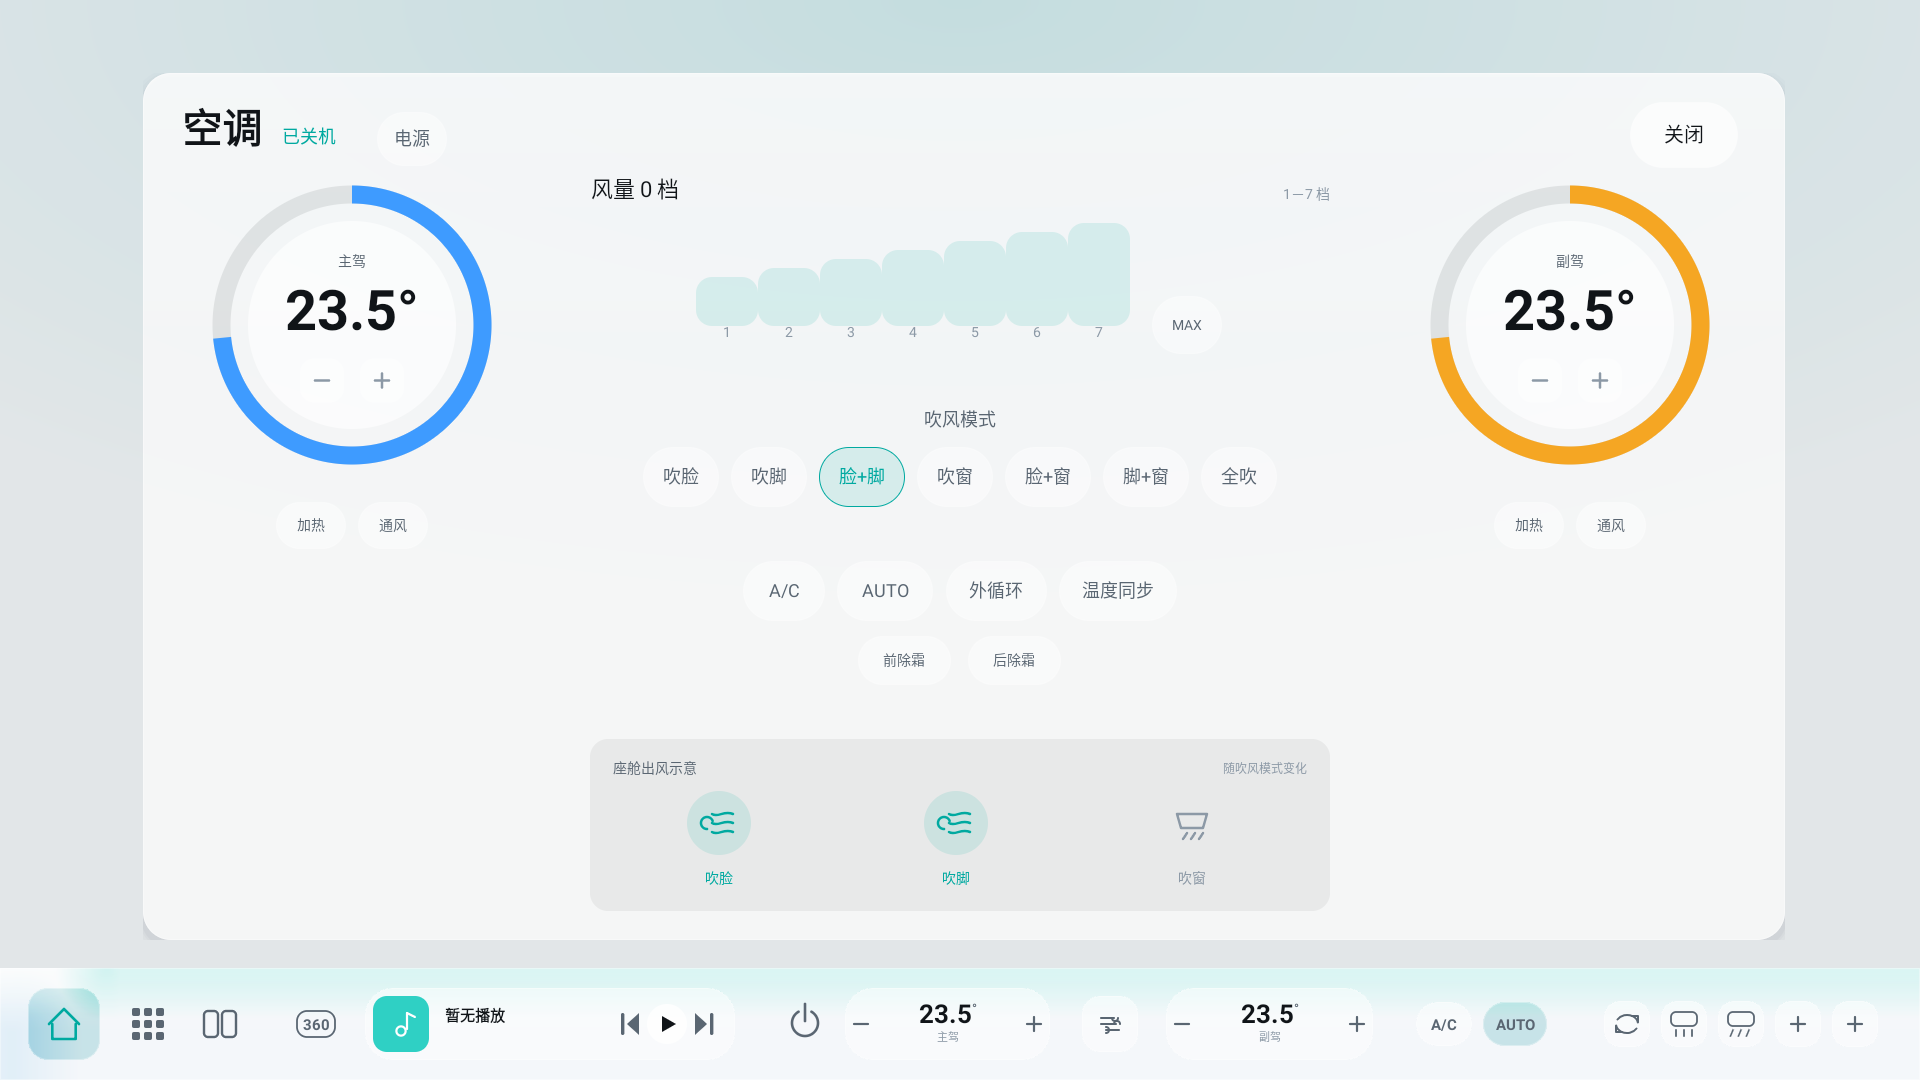 空调 已关机 电源 关闭
风量 0 档 1一7 档
主驾
23.5°
副驾
23.5°
1 2 3 4 5 6 7
MAX
吹风模式
吹脸 吹脚 脸+脚 吹窗 脸+窗 脚+窗 全吹
加热 通风
加热 通风
A/C AUTO 外循环 温度同步
前除霜 后除霜
座舱出风示意 随吹风模式变化
吹脸 吹脚 吹窗
360
暂无播放
23.5°
主驾
23.5°
副驾
A/C AUTO